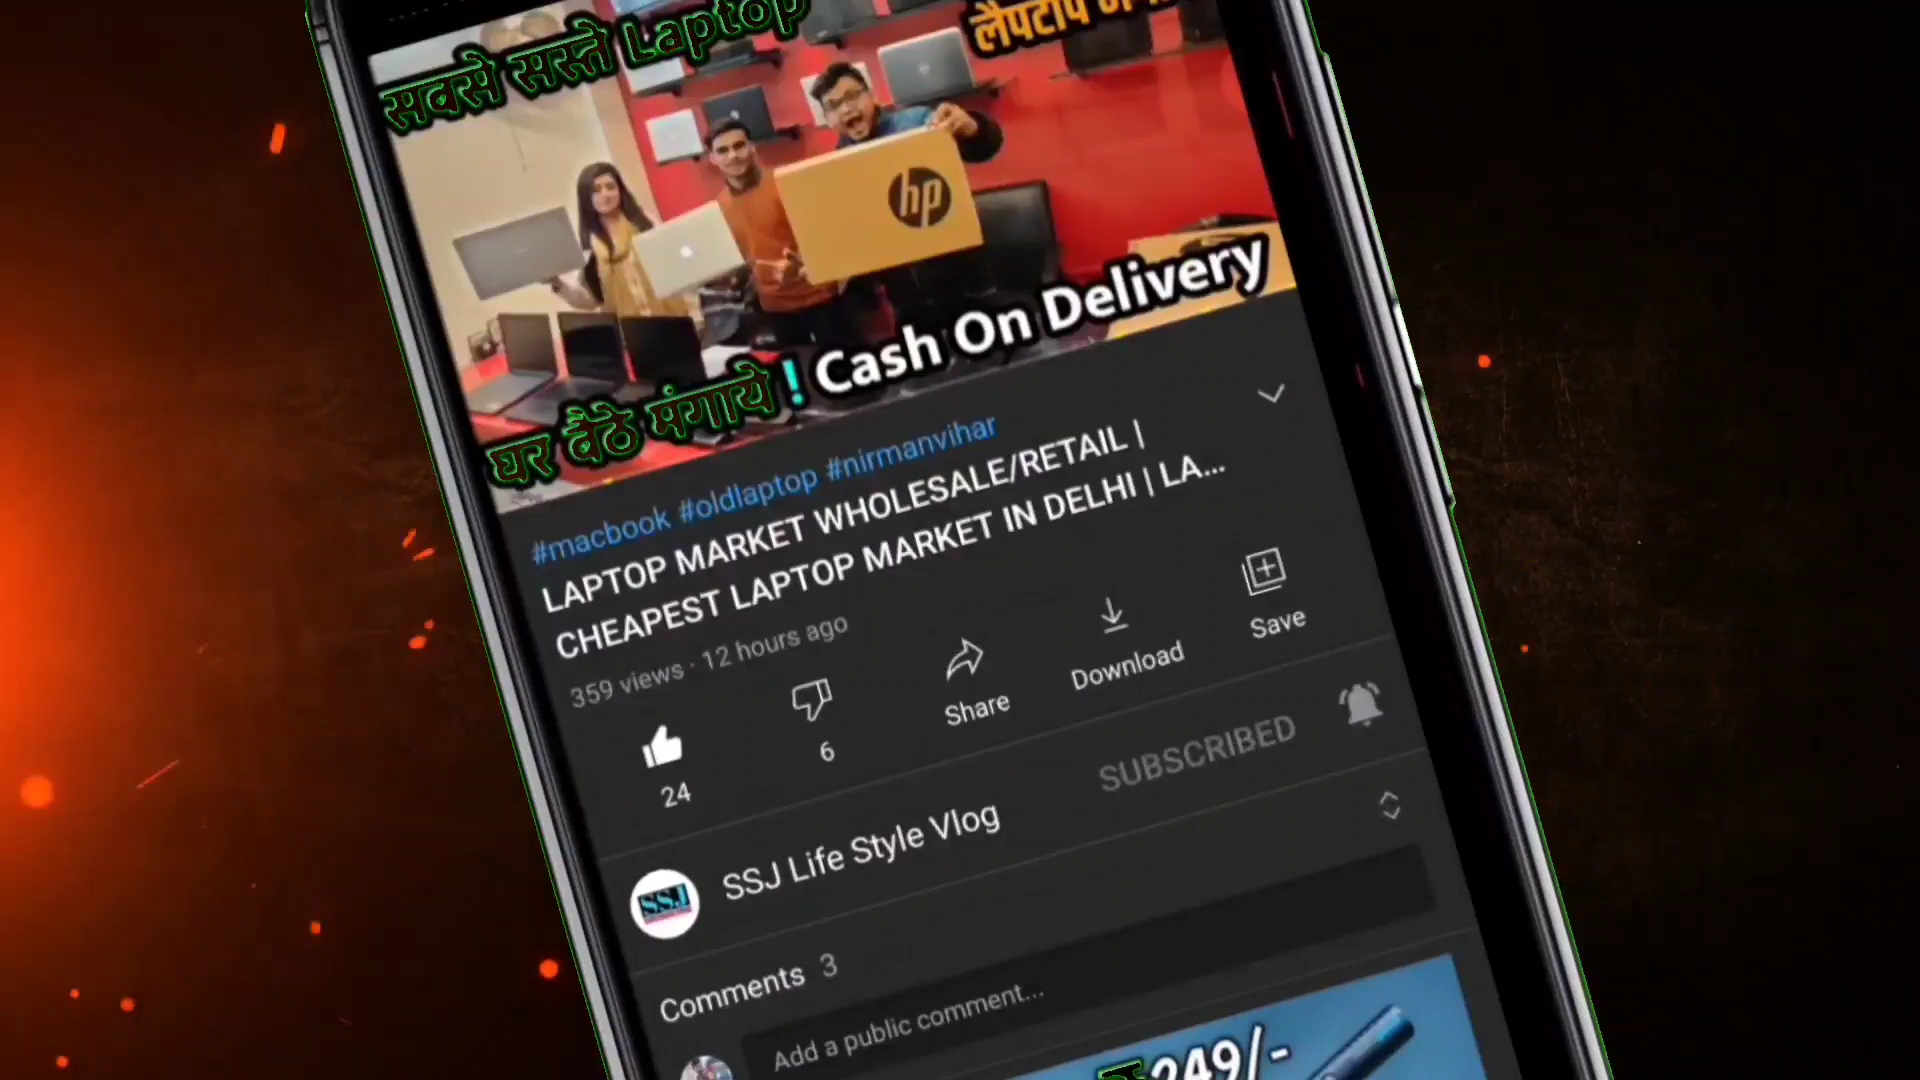 सबसे सस्ते Laptop
hp
घर बैठे मंगाये ! Cash On Delivery
#macbook #oldlaptop #nirmanvihar
LAPTOP MARKET WHOLESALE/RETAIL |
CHEAPEST LAPTOP MARKET IN DELHI | LA...
359 views · 12 hours ago
24
6
Share
Download
Save
SSJ
SSJ Life Style Vlog
SUBSCRIBED
Comments 3
Add a public comment...
249/-